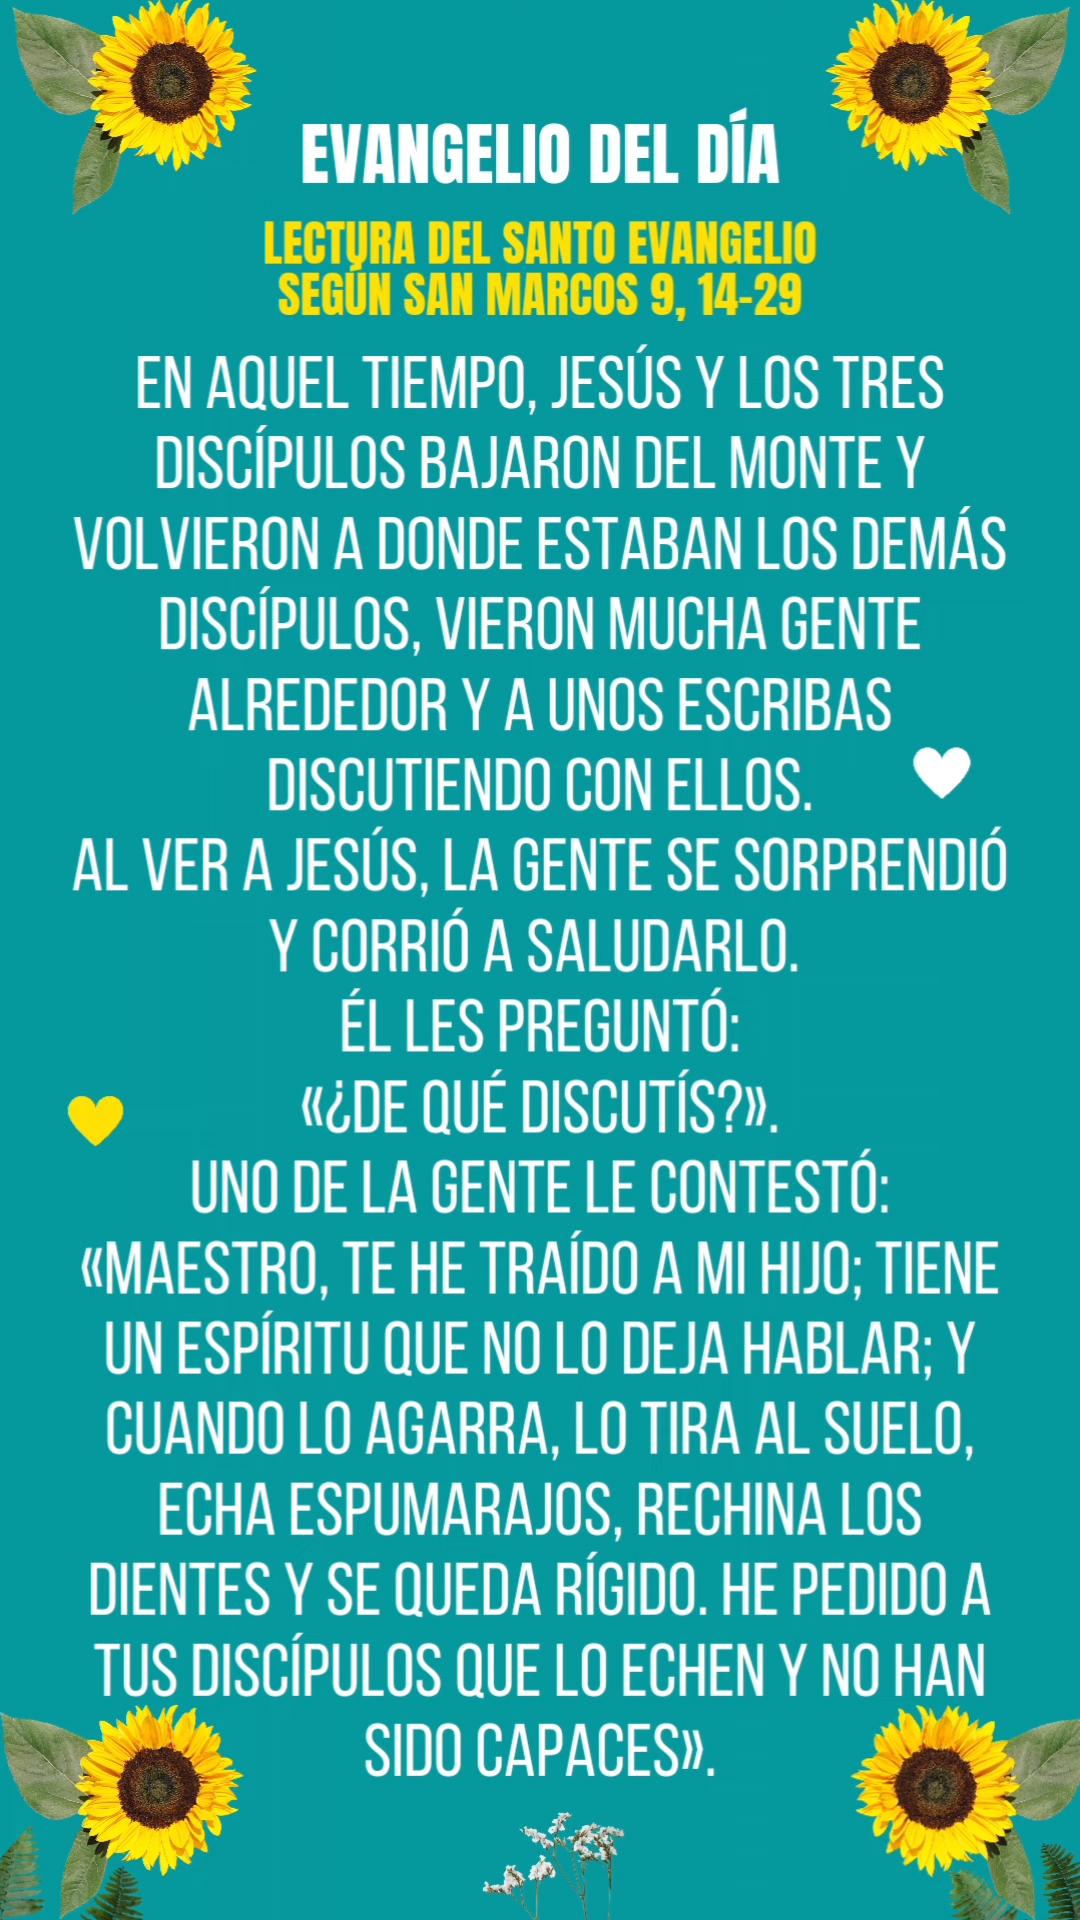 EVANGELIO DEL DÍA
LECTURA DEL SANTO EVANGELIO
SEGÚN SAN MARCOS 9, 14-29
EN AQUEL TIEMPO, JESÚS Y LOS TRES
DISCÍPULOS BAJARON DEL MONTE Y
VOLVIERON A DONDE ESTABAN LOS DEMÁS
DISCÍPULOS, VIERON MUCHA GENTE
ALREDEDOR Y A UNOS ESCRIBAS
DISCUTIENDO CON ELLOS.
AL VER A JESÚS, LA GENTE SE SORPRENDIÓ
Y CORRIÓ A SALUDARLO.
ÉL LES PREGUNTÓ:
«¿DE QUÉ DISCUTÍS?».
UNO DE LA GENTE LE CONTESTÓ:
«MAESTRO, TE HE TRAÍDO A MI HIJO; TIENE
UN ESPÍRITU QUE NO LO DEJA HABLAR; Y
CUANDO LO AGARRA, LO TIRA AL SUELO,
ECHA ESPUMARAJOS, RECHINA LOS
DIENTES Y SE QUEDA RÍGIDO. HE PEDIDO A
TUS DISCÍPULOS QUE LO ECHEN Y NO HAN
SIDO CAPACES».